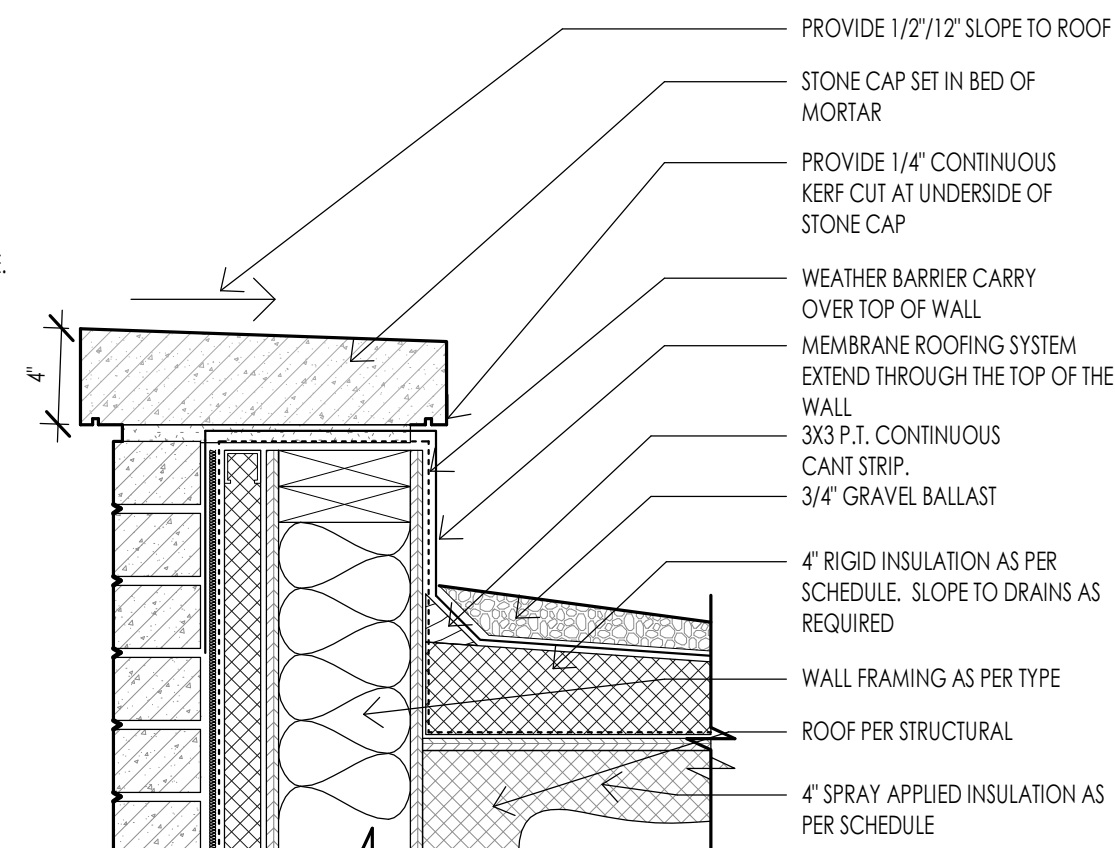 PROVIDE 1/2"/12" SLOPE TO ROOF
STONE CAP SET IN BED OF
MORTAR
PROVIDE 1/4" CONTINUOUS
KERF CUT AT UNDERSIDE OF
STONE CAP
WEATHER BARRIER CARRY
OVER TOP OF WALL
MEMBRANE ROOFING SYSTEM
EXTEND THROUGH THE TOP OF THE
WALL
3X3 P.T. CONTINUOUS
CANT STRIP.
3/4" GRAVEL BALLAST
4" RIGID INSULATION AS PER
SCHEDULE. SLOPE TO DRAINS AS
REQUIRED
WALL FRAMING AS PER TYPE
ROOF PER STRUCTURAL
4" SPRAY APPLIED INSULATION AS
PER SCHEDULE
4"